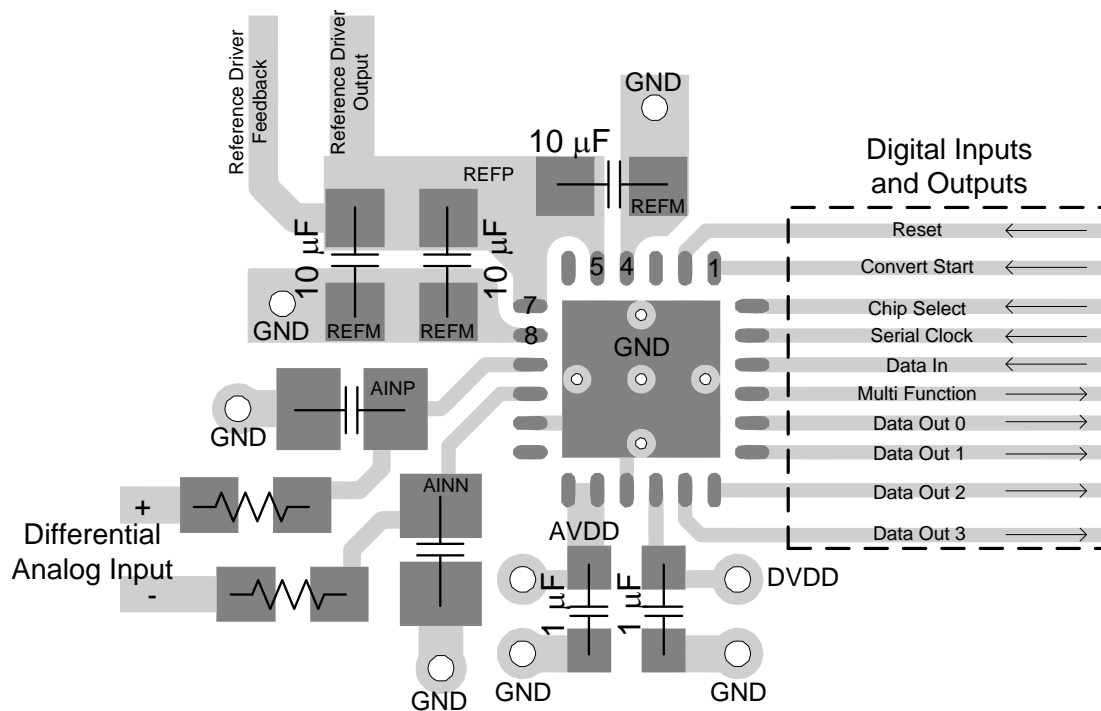 Reference Driver
Feedback
Reference Driver
Output
GND
10 μF
REFP
REFM
Digital Inputs
and Outputs
Reset
Convert Start
Chip Select
Serial Clock
Data In
Multi Function
Data Out 0
Data Out 1
Data Out 2
Data Out 3
10 μF
10 μF
5
4
1
7
8
GND
REFM
REFM
GND
AINP
GND
AINN
+
Differential
Analog Input
-
AVDD
DVDD
1 μF
1 μF
GND
GND
GND